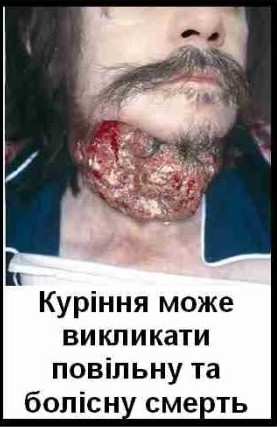 Куріння може
викликати
повільну та
болісну смерть